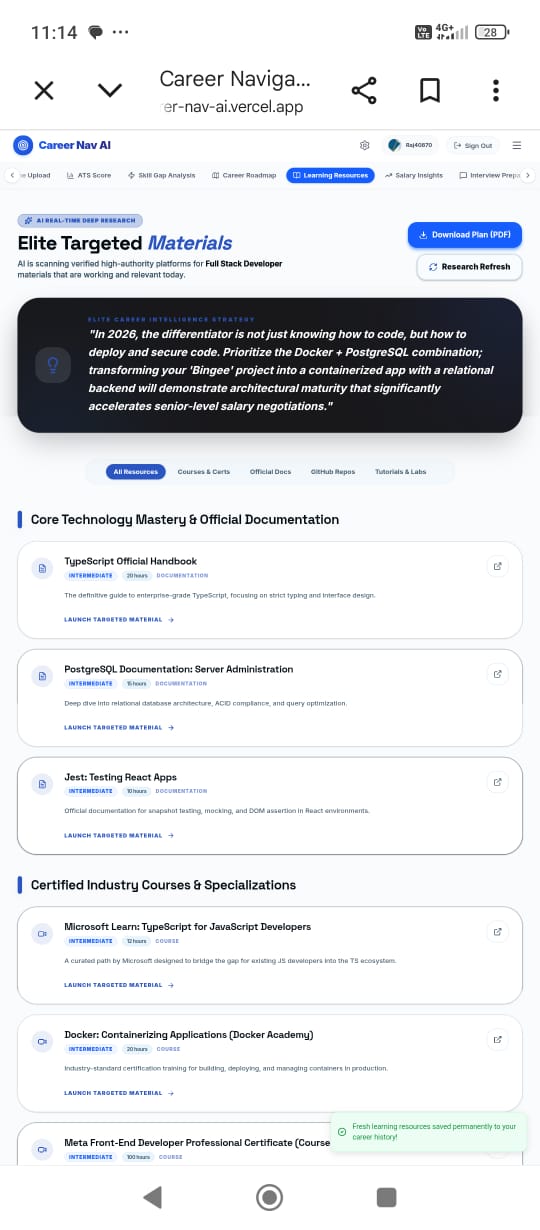 11:14
Vo LTE 4G+ 28
Career Naviga...
er-nav-ai.vercel.app
Career Nav AI
Raj40870
Sign Out
e Upload
ATS Score
Skill Gap Analysis
Career Roadmap
Learning Resources
Salary Insights
Interview Prepa
AI REAL-TIME DEEP RESEARCH
Elite Targeted Materials
AI is scanning verified high-authority platforms for Full Stack Developer
materials that are working and relevant today.
Download Plan (PDF)
Research Refresh
ELITE CAREER INTELLIGENCE STRATEGY
"In 2026, the differentiator is not just knowing how to code, but how to
deploy and secure code. Prioritize the Docker + PostgreSQL combination;
transforming your 'Bingee' project into a containerized app with a relational
backend will demonstrate architectural maturity that significantly
accelerates senior-level salary negotiations."
All Resources
Courses & Certs
Official Docs
GitHub Repos
Tutorials & Labs
Core Technology Mastery & Official Documentation
TypeScript Official Handbook
INTERMEDIATE 20 hours DOCUMENTATION
The definitive guide to enterprise-grade TypeScript, focusing on strict typing and interface design.
LAUNCH TARGETED MATERIAL →
PostgreSQL Documentation: Server Administration
INTERMEDIATE 15 hours DOCUMENTATION
Deep dive into relational database architecture, ACID compliance, and query optimization.
LAUNCH TARGETED MATERIAL →
Jest: Testing React Apps
INTERMEDIATE 10 hours DOCUMENTATION
Official documentation for snapshot testing, mocking, and DOM assertion in React environments.
LAUNCH TARGETED MATERIAL →
Certified Industry Courses & Specializations
Microsoft Learn: TypeScript for JavaScript Developers
INTERMEDIATE 12 hours COURSE
A curated path by Microsoft designed to bridge the gap for existing JS developers into the TS ecosystem.
LAUNCH TARGETED MATERIAL →
Docker: Containerizing Applications (Docker Academy)
INTERMEDIATE 20 hours COURSE
Industry-standard certification training for building, deploying, and managing containers in production.
LAUNCH TARGETED MATERIAL →
Meta Front-End Developer Professional Certificate (Course
INTERMEDIATE 100 hours COURSE
Fresh learning resources saved permanently to your
career history!